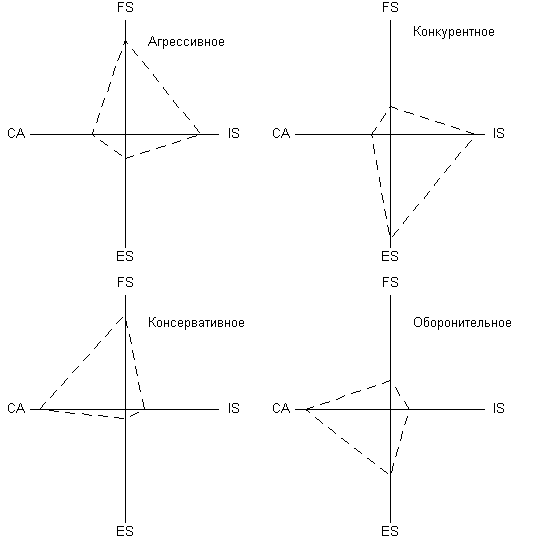 FS
Агрессивное
CA
IS
ES
FS
Конкурентное
CA
IS
ES
FS
Консервативное
CA
IS
ES
FS
Оборонительное
CA
IS
ES